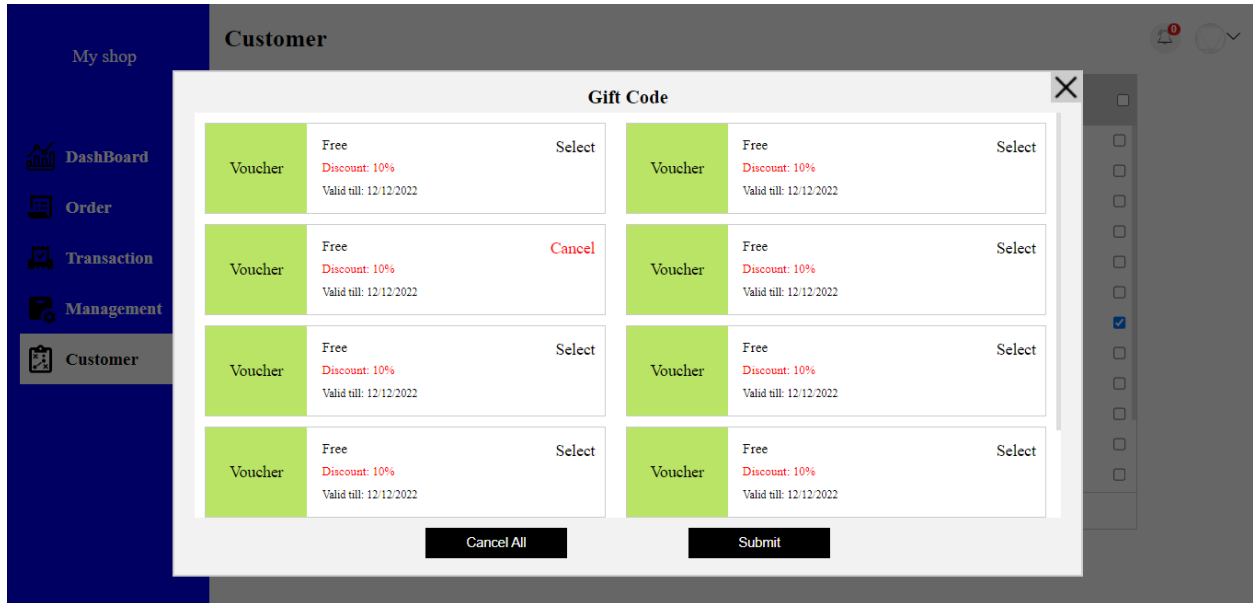 My shop
Customer
0
DashBoard
Order
Transaction
Management
Customer
Gift Code
Voucher
Free
Discount: 10%
Valid till: 12/12/2022
Select
Voucher
Free
Discount: 10%
Valid till: 12/12/2022
Select
Voucher
Free
Discount: 10%
Valid till: 12/12/2022
Cancel
Voucher
Free
Discount: 10%
Valid till: 12/12/2022
Select
Voucher
Free
Discount: 10%
Valid till: 12/12/2022
Select
Voucher
Free
Discount: 10%
Valid till: 12/12/2022
Select
Voucher
Free
Discount: 10%
Valid till: 12/12/2022
Select
Voucher
Free
Discount: 10%
Valid till: 12/12/2022
Select
Cancel All
Submit